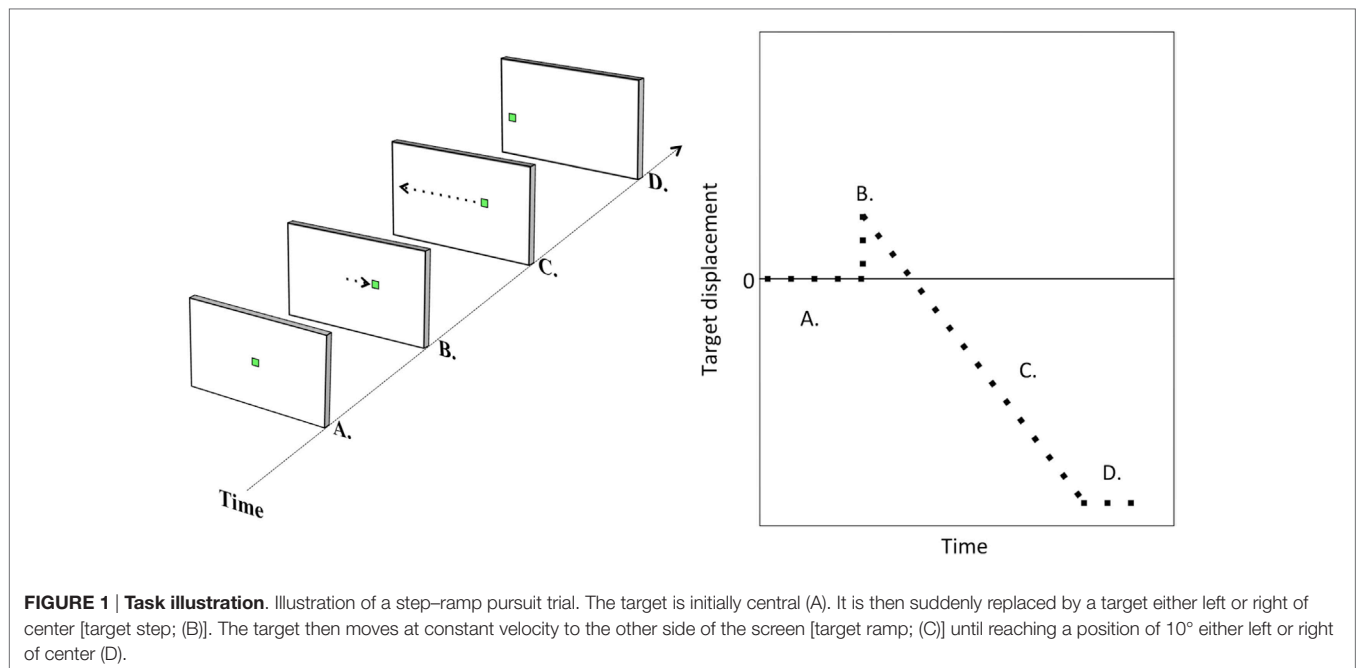 A.
B.
C.
D.
Time
Target displacement
0
A.
B.
C.
D.
Time
FIGURE 1 | Task illustration. Illustration of a step–ramp pursuit trial. The target is initially central (A). It is then suddenly replaced by a target either left or right of
center [target step; (B)]. The target then moves at constant velocity to the other side of the screen [target ramp; (C)] until reaching a position of 10° either left or right
of center (D).